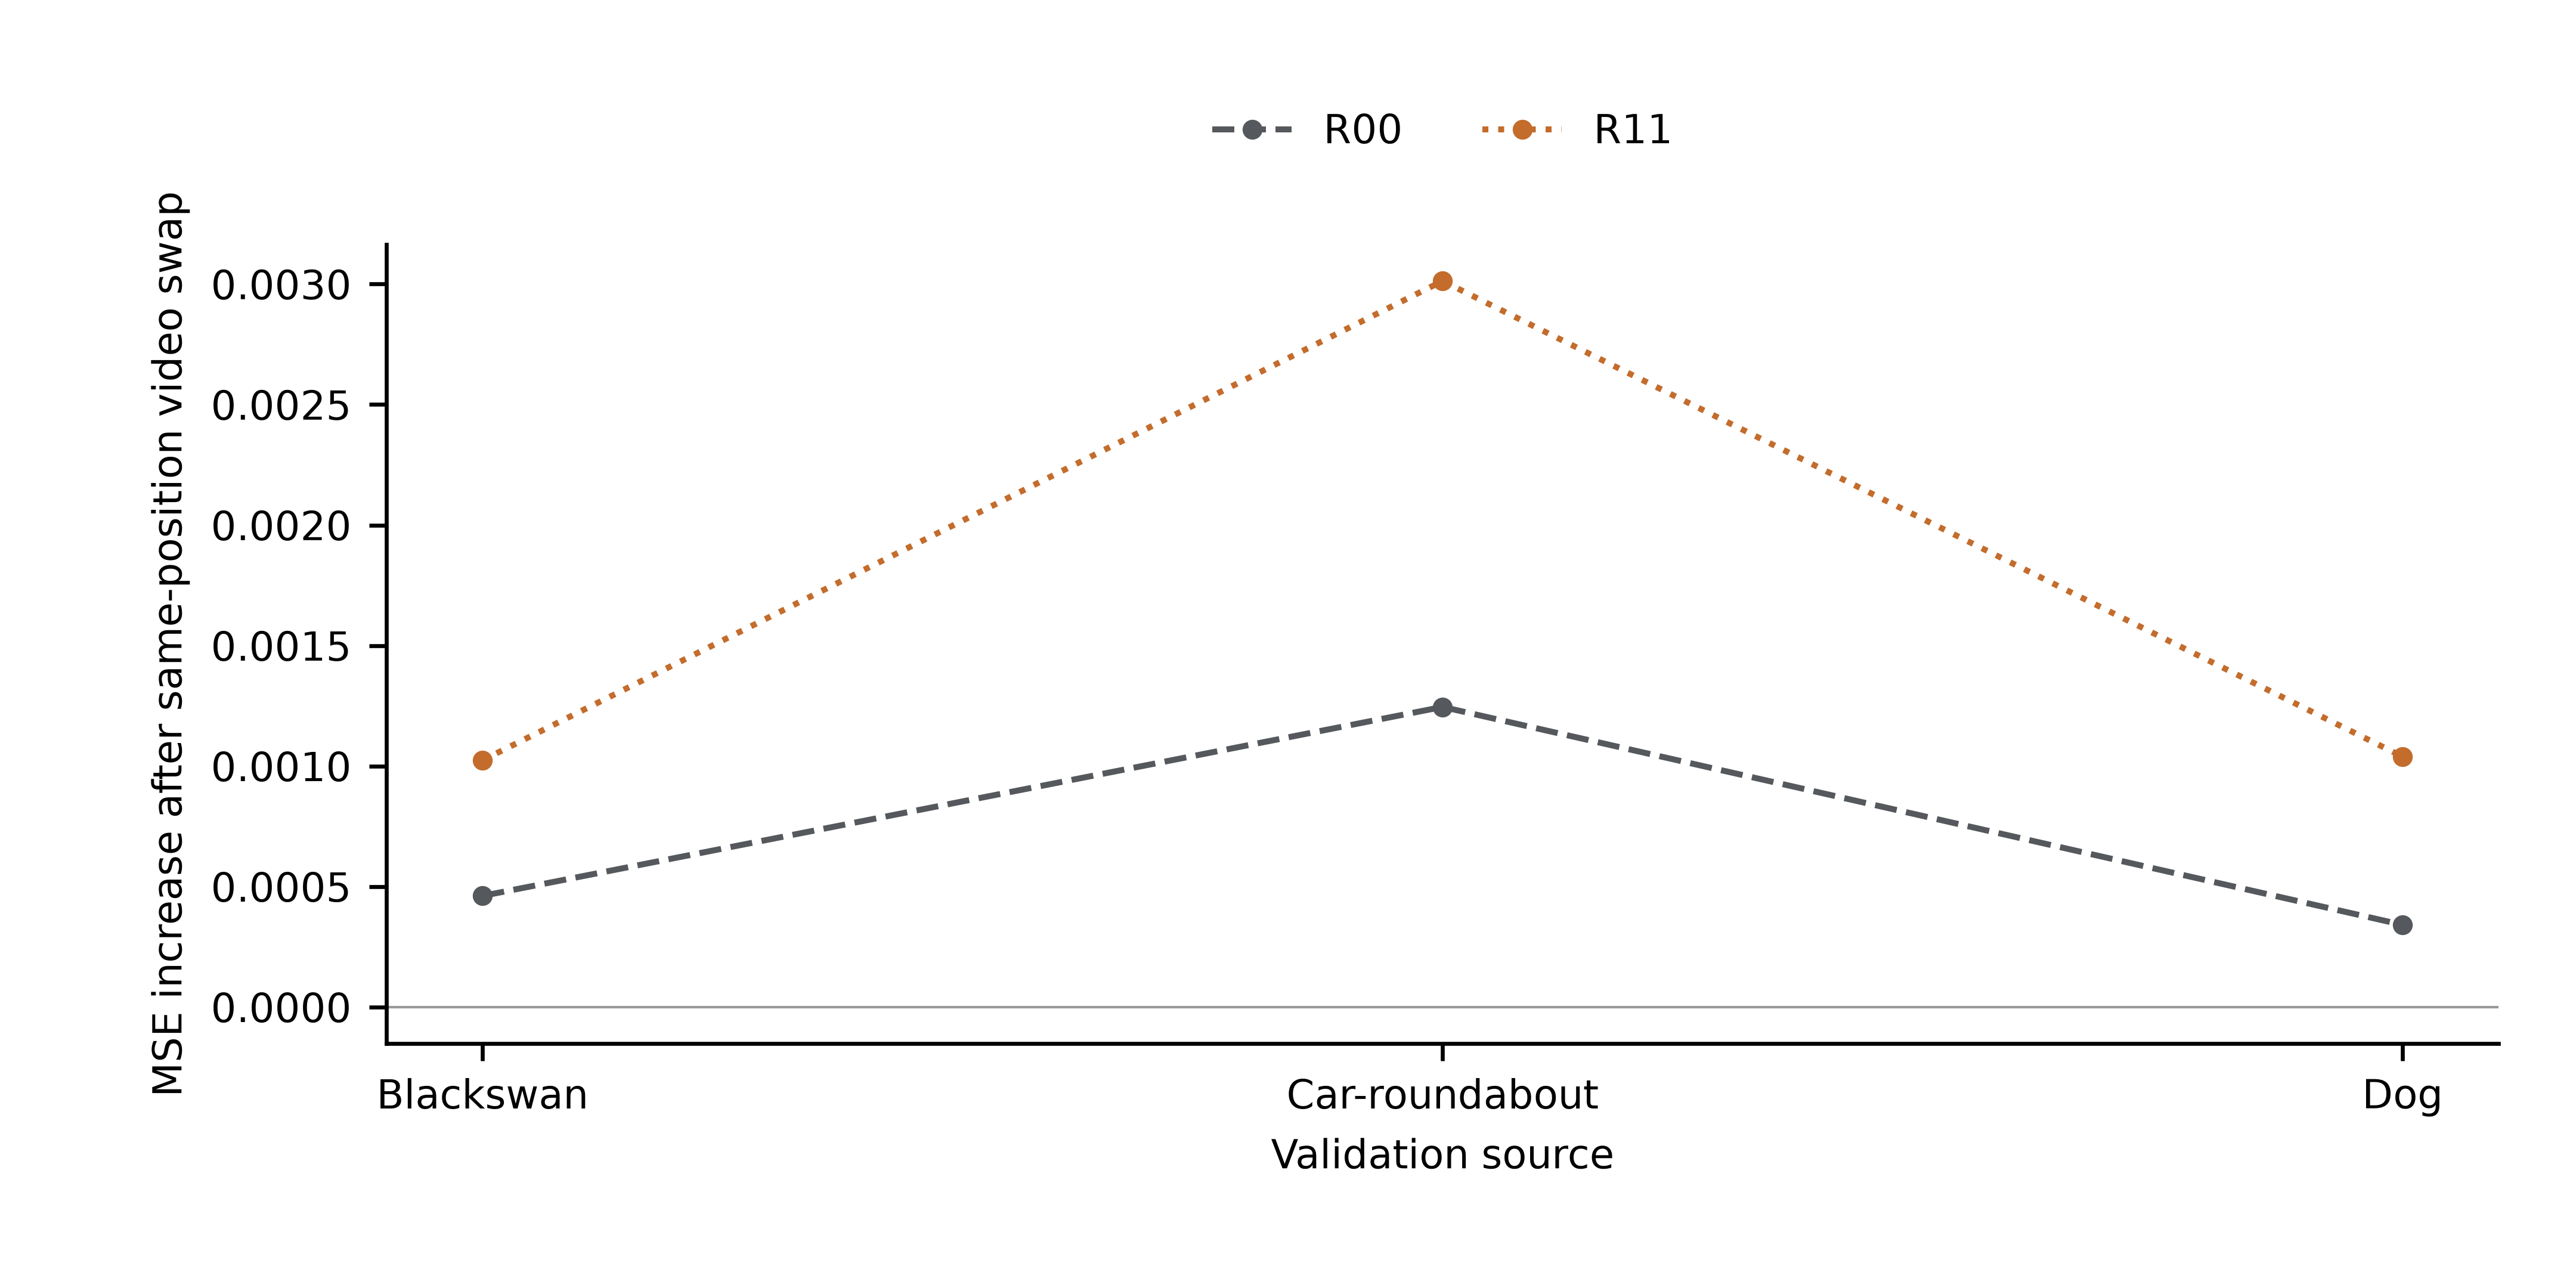 R00
R11
MSE increase after same-position video swap
0.0030
0.0025
0.0020
0.0015
0.0010
0.0005
0.0000
Blackswan
Car-roundabout
Dog
Validation source